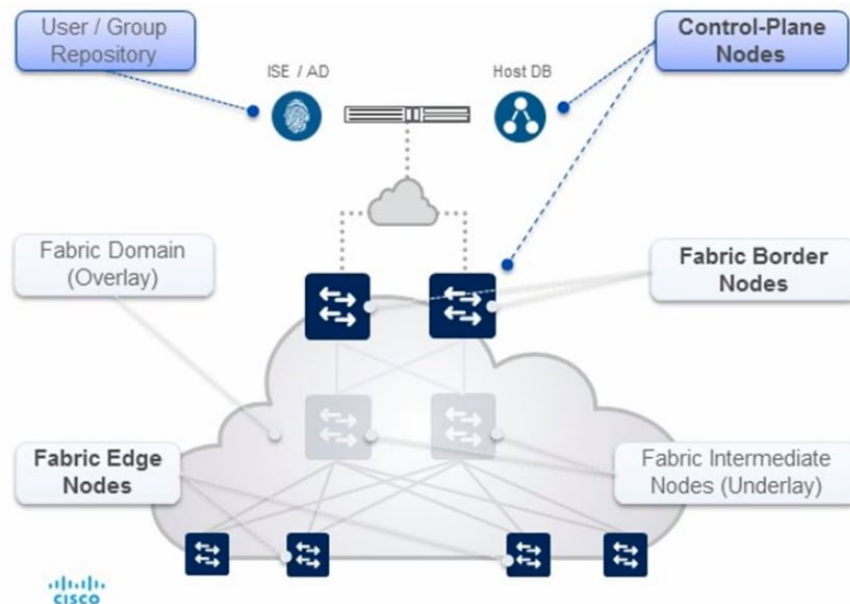 User / Group
Repository
ISE / AD
Host DB
Control-Plane
Nodes
Fabric Domain
(Overlay)
Fabric Border
Nodes
Fabric Edge
Nodes
Fabric Intermediate
Nodes (Underlay)
CISCO